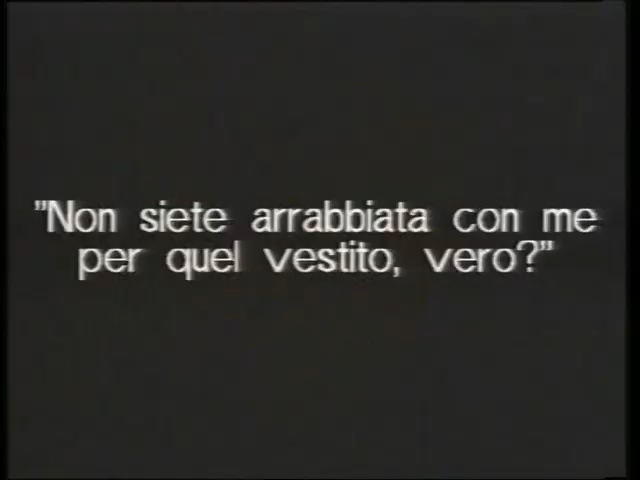 "Non siete arrabbiata con me
per quel vestito, vero?"